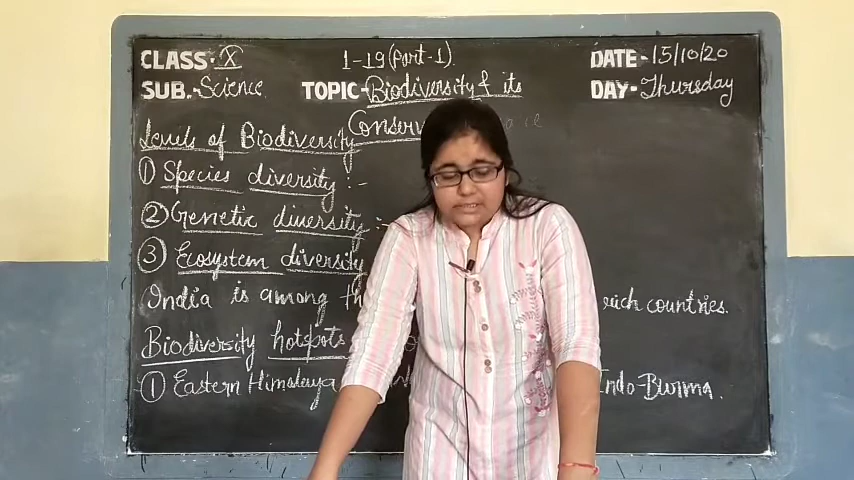 CLASS:- X 1-19 (Part-1) DATE - 15/10/20
SUB.- Science TOPIC - Biodiversity & its DAY - Thursday
Levels of Biodiversity
① Species diversity :-
② Genetic diversity :-
③ Ecosystem diversity
India is among rich countries.
Biodiversity hotspots
① Eastern Himalaya Indo-Burma.